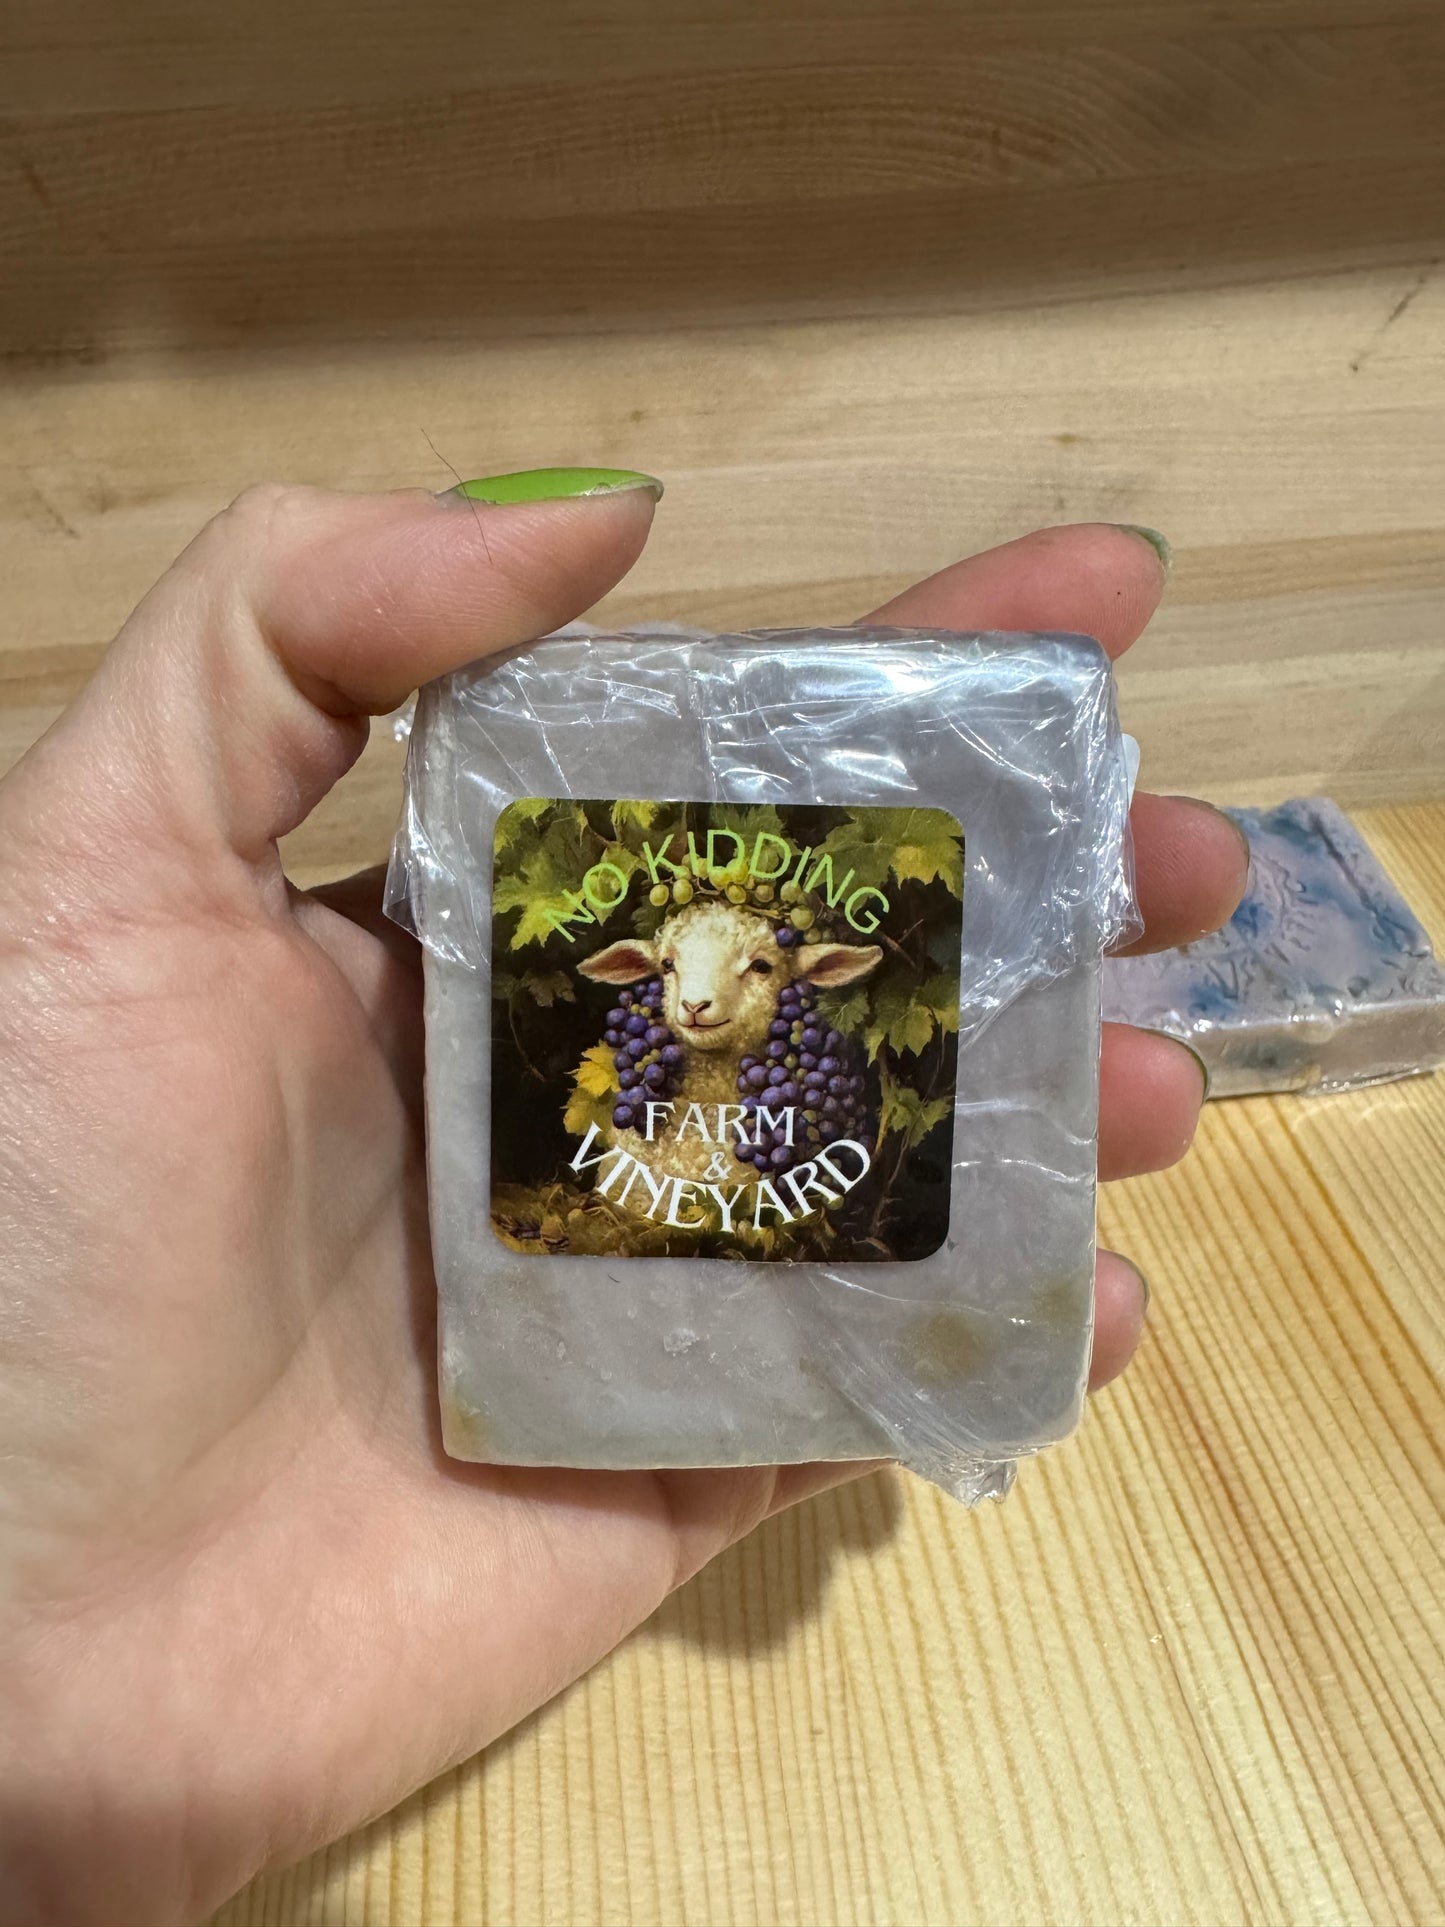 NO KIDDING
FARM
&
VINEYARD